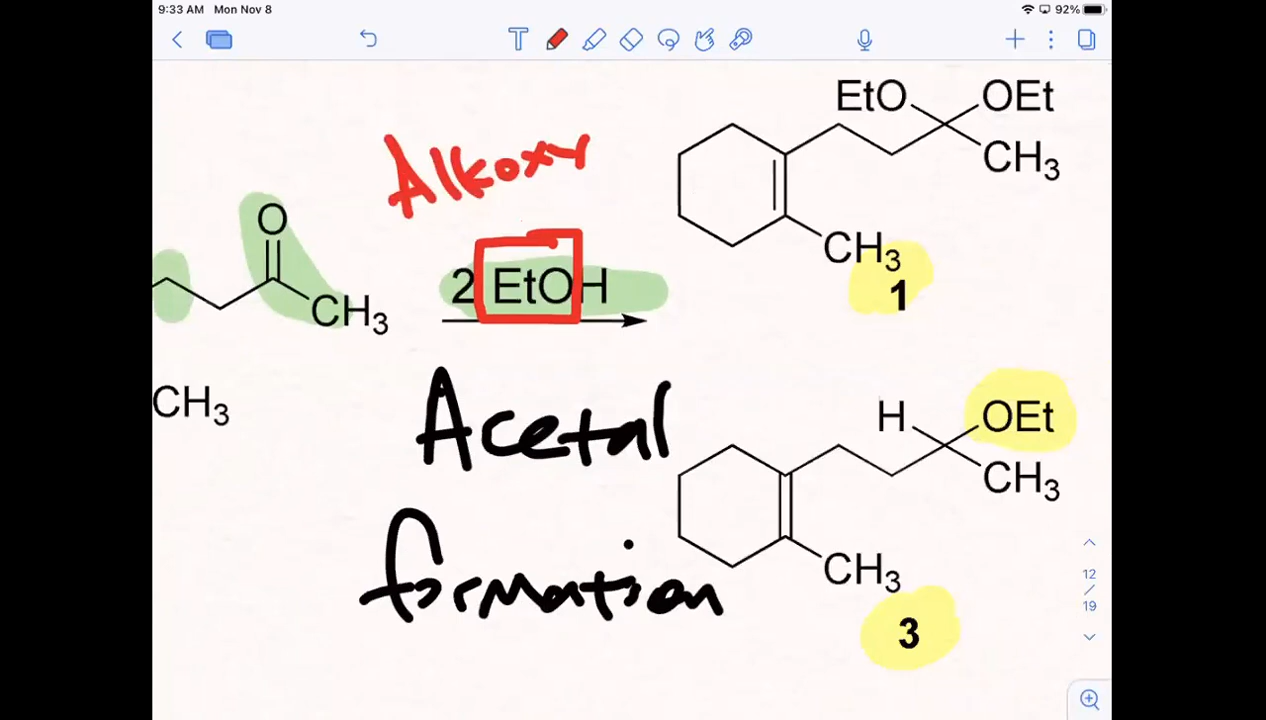 9:33 AM Mon Nov 8
92%
T
EtO OEt
CH3
Alkoxy
O
CH3
1
2 EtOH
CH3
CH3
Acetal
formation
H OEt
CH3
CH3
3
12
/
19